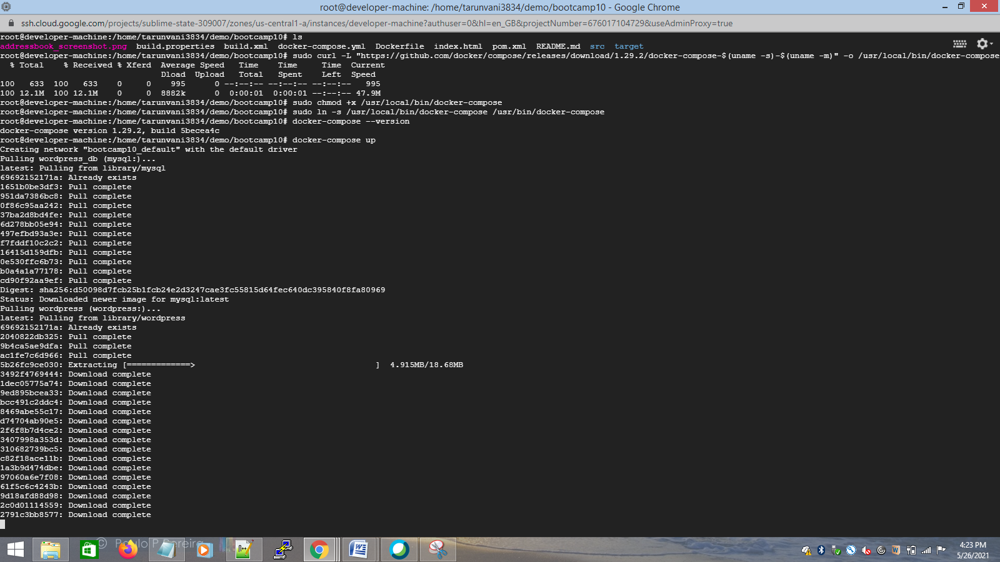 root@developer-machine: /home/tarunvani3834/demo/bootcamp10 - Google Chrome
ssh.cloud.google.com/projects/sublime-state-309007/zones/us-central1-a/instances/developer-machine?authuser=0&hl=en_GB&projectNumber=676017104729&useAdminProxy=true
root@developer-machine:/home/tarunvani3834/demo/bootcamp10# ls
addressbook_screenshot.png  build.properties  build.xml  docker-compose.yml  Dockerfile  index.html  pom.xml  README.md  src  target
root@developer-machine:/home/tarunvani3834/demo/bootcamp10# sudo curl -L "https://github.com/docker/compose/releases/download/1.29.2/docker-compose-$(uname -s)-$(uname -m)" -o /usr/local/bin/docker-compose
  % Total    % Received % Xferd  Average Speed   Time    Time     Time  Current
                                 Dload  Upload   Total   Spent    Left  Speed
100   633  100   633    0     0    995      0 --:--:-- --:--:-- --:--:--   995
100 12.1M  100 12.1M    0     0  8882k      0  0:00:01  0:00:01 --:--:-- 47.9M
root@developer-machine:/home/tarunvani3834/demo/bootcamp10# sudo chmod +x /usr/local/bin/docker-compose
root@developer-machine:/home/tarunvani3834/demo/bootcamp10# sudo ln -s /usr/local/bin/docker-compose /usr/bin/docker-compose
root@developer-machine:/home/tarunvani3834/demo/bootcamp10# docker-compose --version
docker-compose version 1.29.2, build 5becea4c
root@developer-machine:/home/tarunvani3834/demo/bootcamp10# docker-compose up
Creating network "bootcamp10_default" with the default driver
Pulling wordpress_db (mysql:)...
latest: Pulling from library/mysql
69692152171a: Already exists
1651b0be3df3: Pull complete
951da7386bc8: Pull complete
0f86c95aa242: Pull complete
37ba2d8bd4fe: Pull complete
6d278bb05e94: Pull complete
497efbd93a3e: Pull complete
f7fddf10c2c2: Pull complete
16415d159dfb: Pull complete
0e530ffc6b73: Pull complete
b0a4a1a77178: Pull complete
cd90f92aa9ef: Pull complete
Digest: sha256:d50098d7fcb25b1fcb24e2d3247cae3fc55815d64fec640dc395840f8fa80969
Status: Downloaded newer image for mysql:latest
Pulling wordpress (wordpress:)...
latest: Pulling from library/wordpress
69692152171a: Already exists
2040822db325: Pull complete
9b4ca5ae9dfa: Pull complete
ac1fe7c6d966: Pull complete
5b26fc9ce030: Extracting [=============>                                     ]  4.915MB/18.68MB
3492f4769444: Download complete
1dec05775a74: Download complete
9ed895bcea33: Download complete
bcc491c2ddc4: Download complete
8469abe55c17: Download complete
d74704ab90e5: Download complete
2f6f8b7d4ce2: Download complete
3407998a353d: Download complete
310682739bc5: Download complete
c82f18ace11b: Download complete
1a3b9d474dbe: Download complete
97060a6e7f08: Download complete
61f5c6c4243b: Download complete
9d18afd88d98: Download complete
2c0d01114559: Download complete
2791c3bb8577: Download complete
© Paulo P Pereira
4:23 PM
5/26/2021